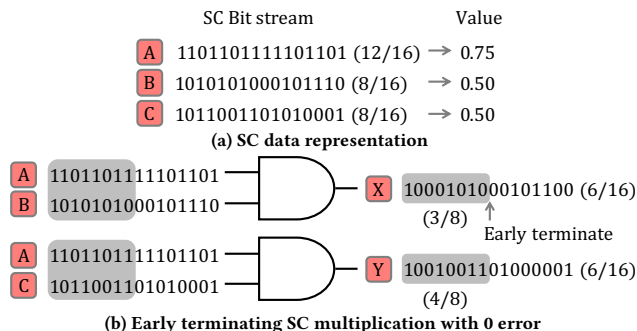 SC Bit stream Value
A 1101101111101101 (12/16) → 0.75
B 1010101000101110 (8/16) → 0.50
C 1011001101010001 (8/16) → 0.50
(a) SC data representation
A 1101101111101101
X 1000101000101100 (6/16)
B 1010101000101110
(3/8)
Early terminate
A 1101101111101101
Y 1001001101000001 (6/16)
C 1011001101010001
(4/8)
(b) Early terminating SC multiplication with 0 error